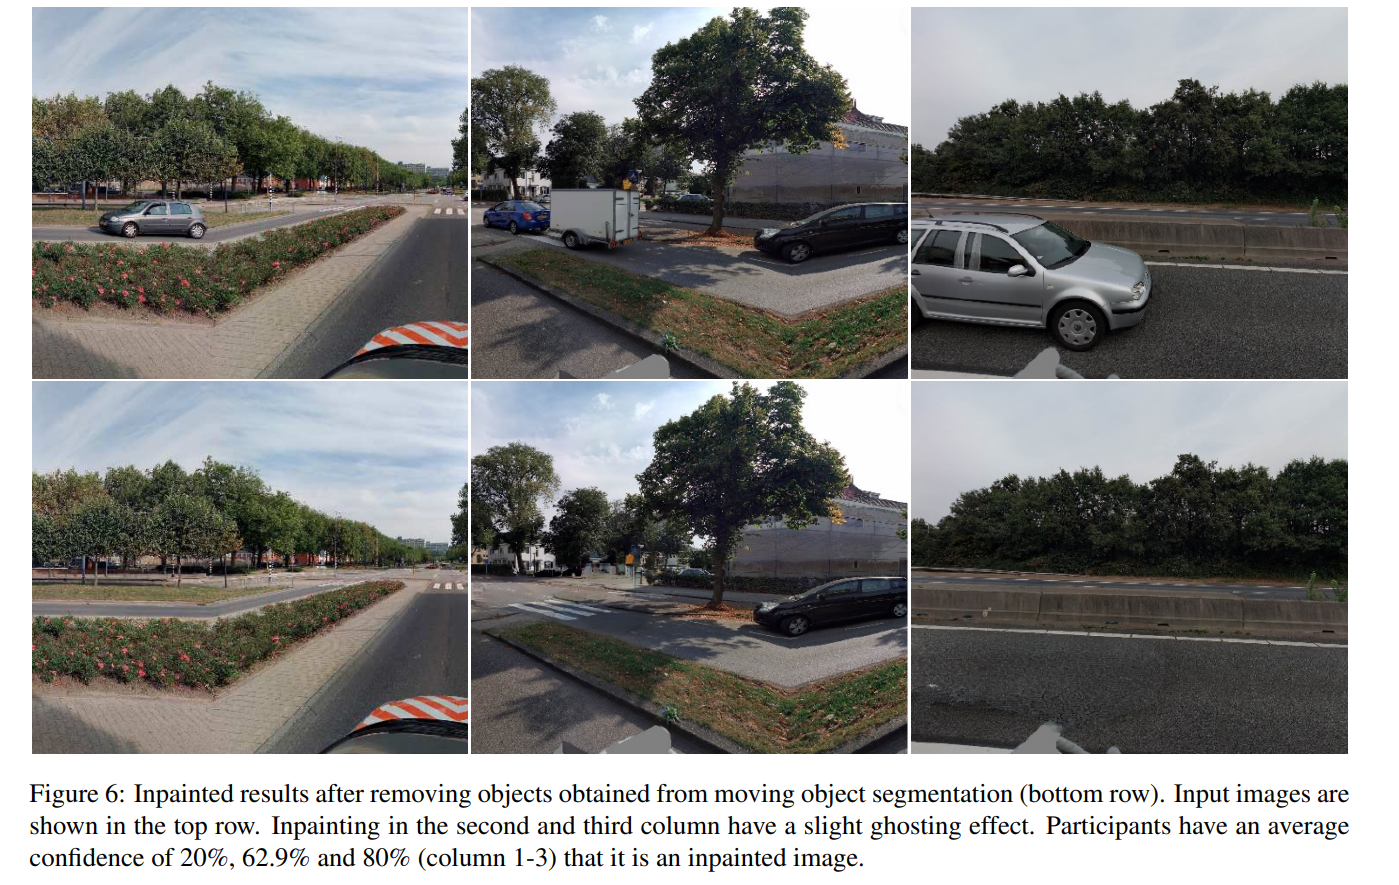 Figure 6: Inpainted results after removing objects obtained from moving object segmentation (bottom row). Input images are
shown in the top row. Inpainting in the second and third column have a slight ghosting effect. Participants have an average
confidence of 20%, 62.9% and 80% (column 1-3) that it is an inpainted image.